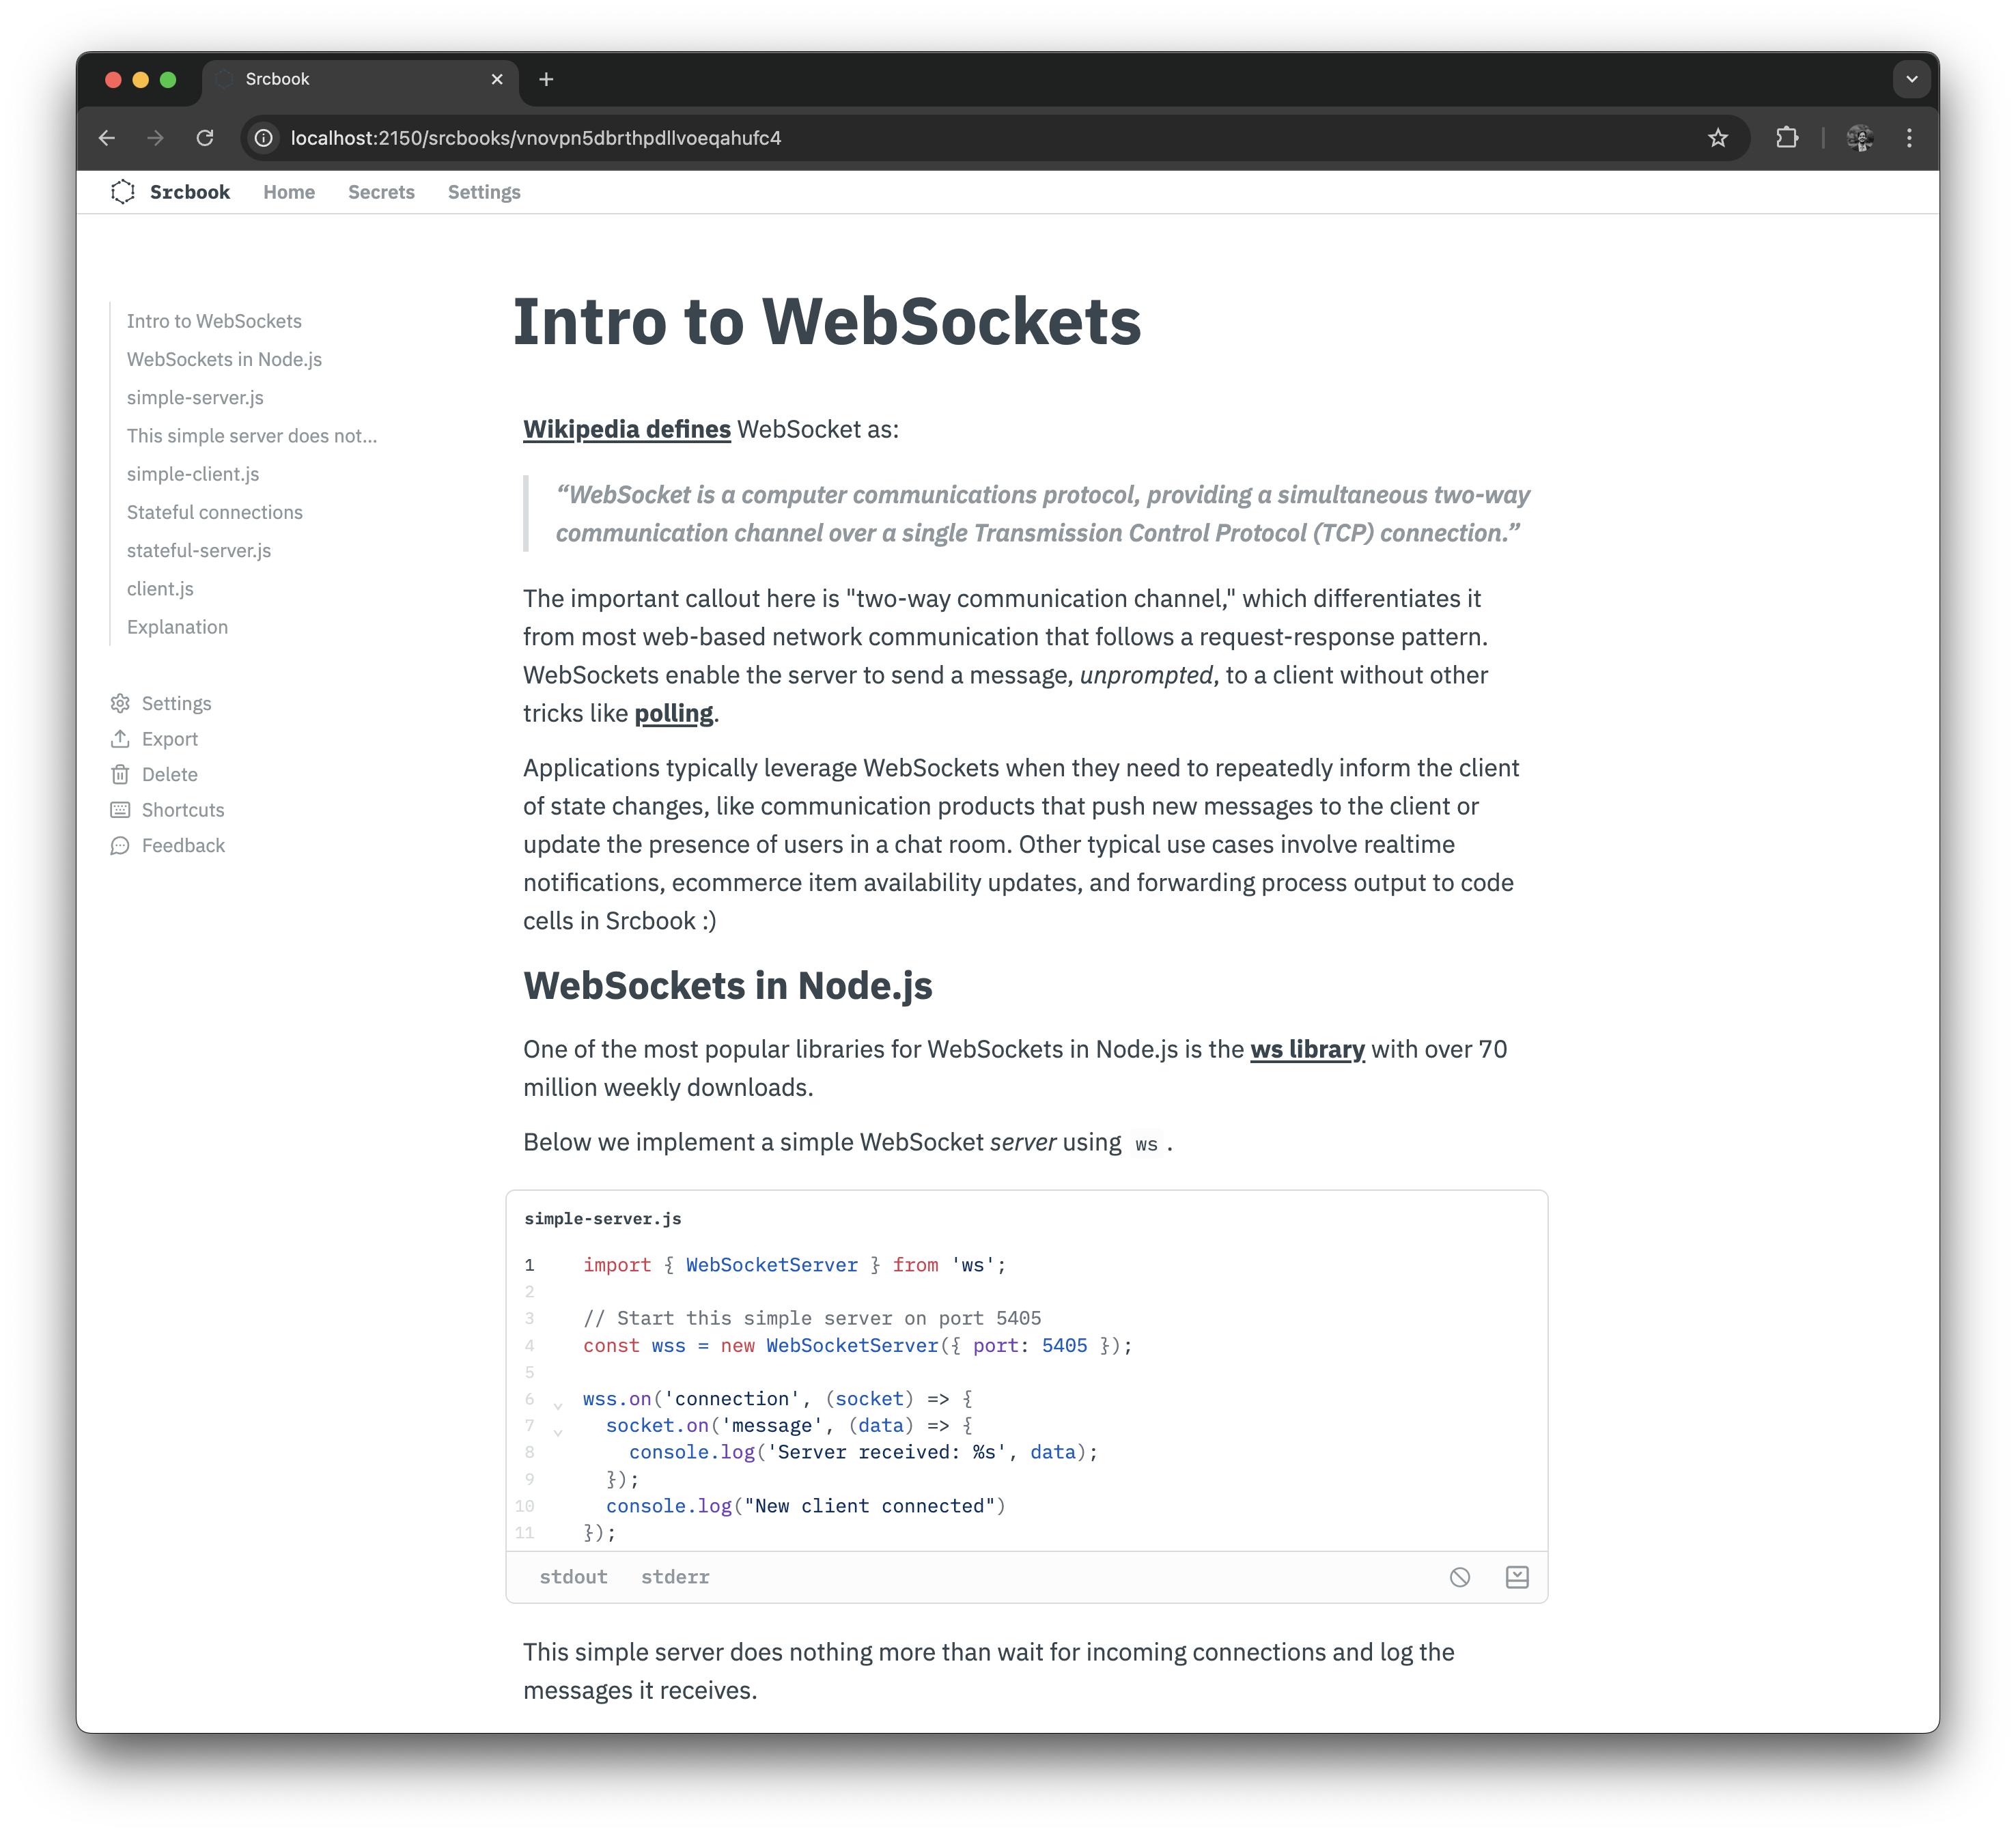 Srcbook
localhost:2150/srcbooks/vnovpn5dbrthpdllvoeqahufc4
Srcbook Home Secrets Settings
Intro to WebSockets
WebSockets in Node.js
simple-server.js
This simple server does not...
simple-client.js
Stateful connections
stateful-server.js
client.js
Explanation
Settings
Export
Delete
Shortcuts
Feedback
Intro to WebSockets
Wikipedia defines WebSocket as:
“WebSocket is a computer communications protocol, providing a simultaneous two-way
communication channel over a single Transmission Control Protocol (TCP) connection.”
The important callout here is "two-way communication channel," which differentiates it
from most web-based network communication that follows a request-response pattern.
WebSockets enable the server to send a message, unprompted, to a client without other
tricks like polling.
Applications typically leverage WebSockets when they need to repeatedly inform the client
of state changes, like communication products that push new messages to the client or
update the presence of users in a chat room. Other typical use cases involve realtime
notifications, ecommerce item availability updates, and forwarding process output to code
cells in Srcbook :)
WebSockets in Node.js
One of the most popular libraries for WebSockets in Node.js is the ws library with over 70
million weekly downloads.
Below we implement a simple WebSocket server using ws .
simple-server.js
1 import { WebSocketServer } from 'ws';
2
3 // Start this simple server on port 5405
4 const wss = new WebSocketServer({ port: 5405 });
5
6 wss.on('connection', (socket) => {
7 socket.on('message', (data) => {
8 console.log('Server received: %s', data);
9 });
10 console.log("New client connected")
11 });
stdout stderr
This simple server does nothing more than wait for incoming connections and log the
messages it receives.